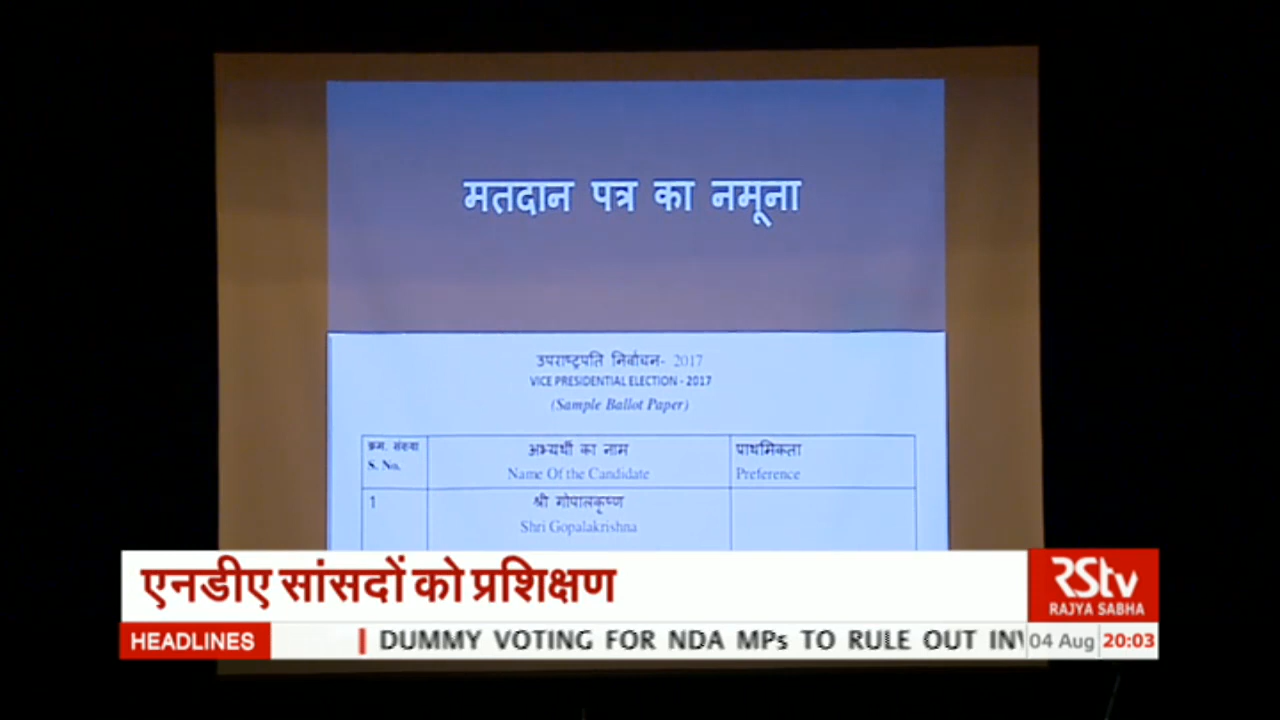 मतदान पत्र का नमूना
उपराष्ट्रपति निर्वाचन- 2017
VICE PRESIDENTIAL ELECTION - 2017
(Sample Ballot Paper)
क्रम. संख्या
S. No.
अभ्यर्थी का नाम
Name Of the Candidate
प्राथमिकता
Preference
1
श्री गोपालकृष्ण
Shri Gopalakrishna
एनडीए सांसदों को प्रशिक्षण
RStv
RAJYA SABHA
HEADLINES
DUMMY VOTING FOR NDA MPs TO RULE OUT
04 Aug 20:03